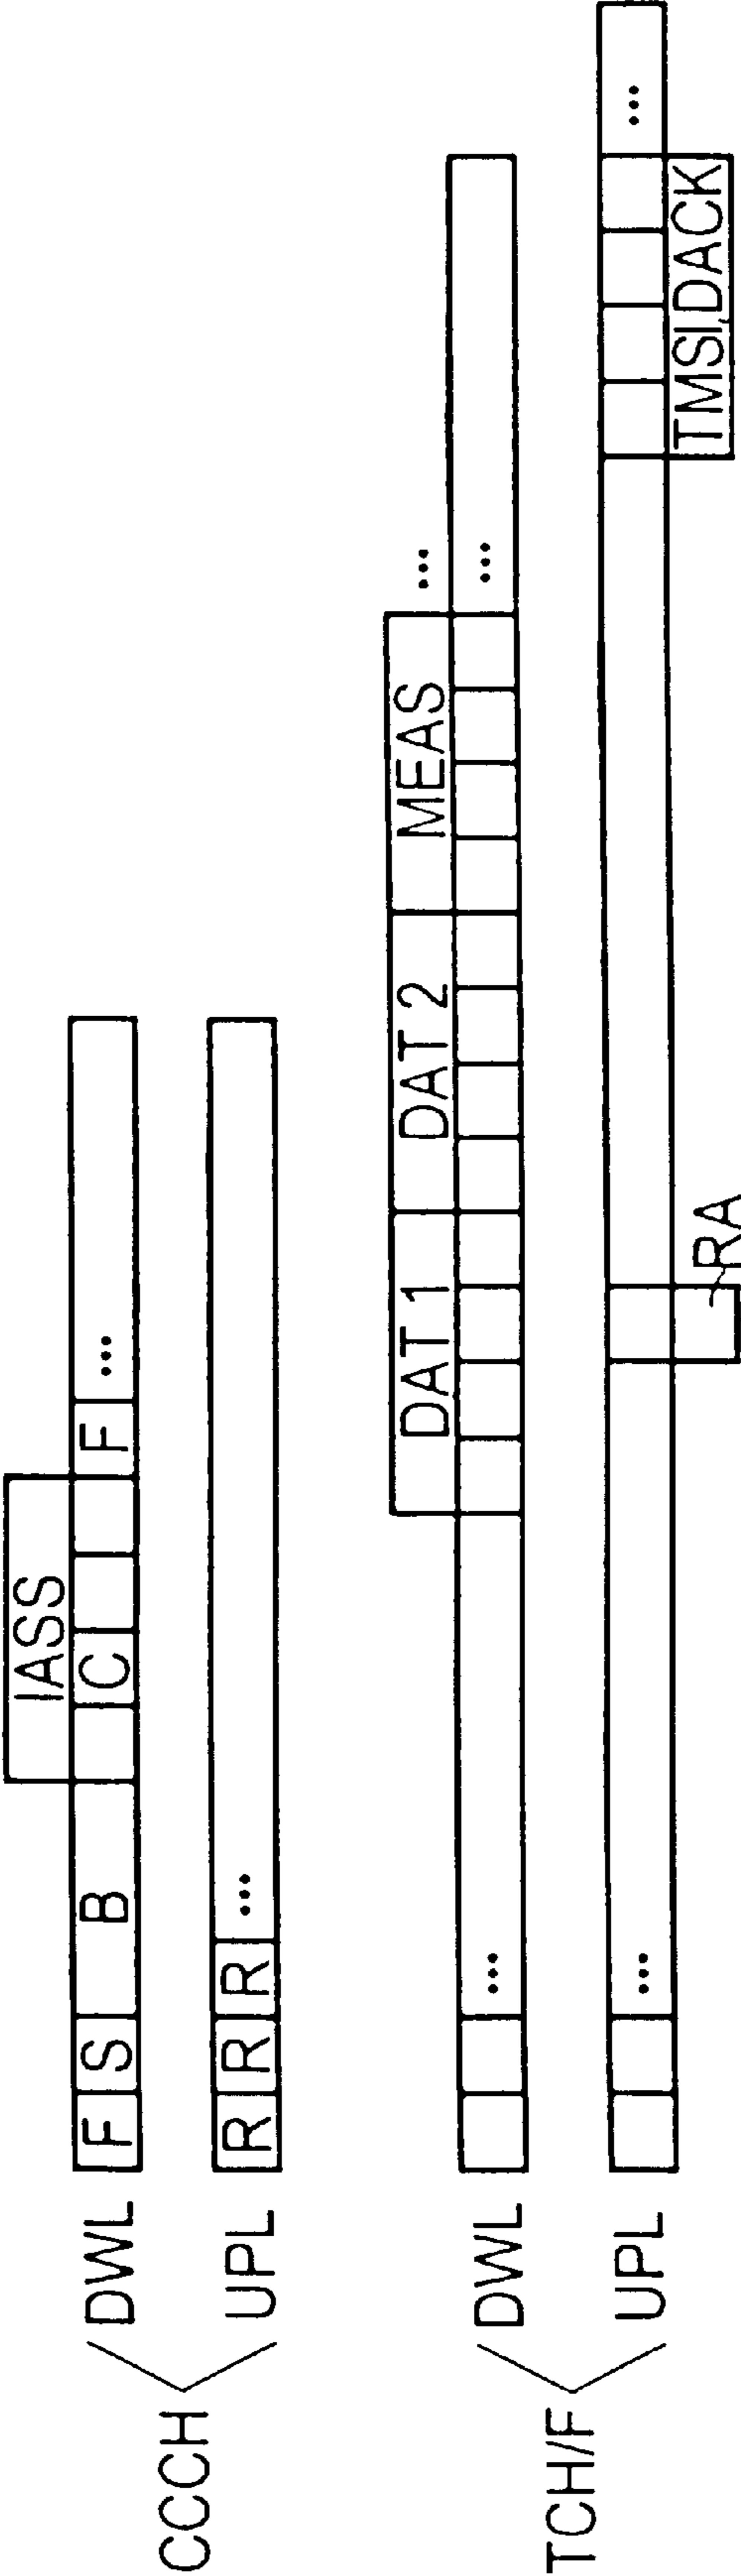 IASS
DWL F S B C F ...
CCCH
UPL R R R ...
DAT 1 DAT 2 MEAS ...
DWL ... ...
TCH/F
UPL ... ...
RA TMSI,DACK